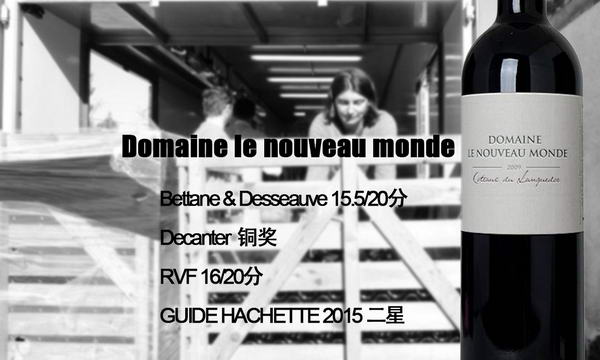 Domaine le nouveau monde
Bettane & Desseauve 15.5/20分
Decanter 铜奖
RVF 16/20分
GUIDE HACHETTE 2015 二星
DOMAINE
LE NOUVEAU MONDE
2009
Coteaux du Languedoc